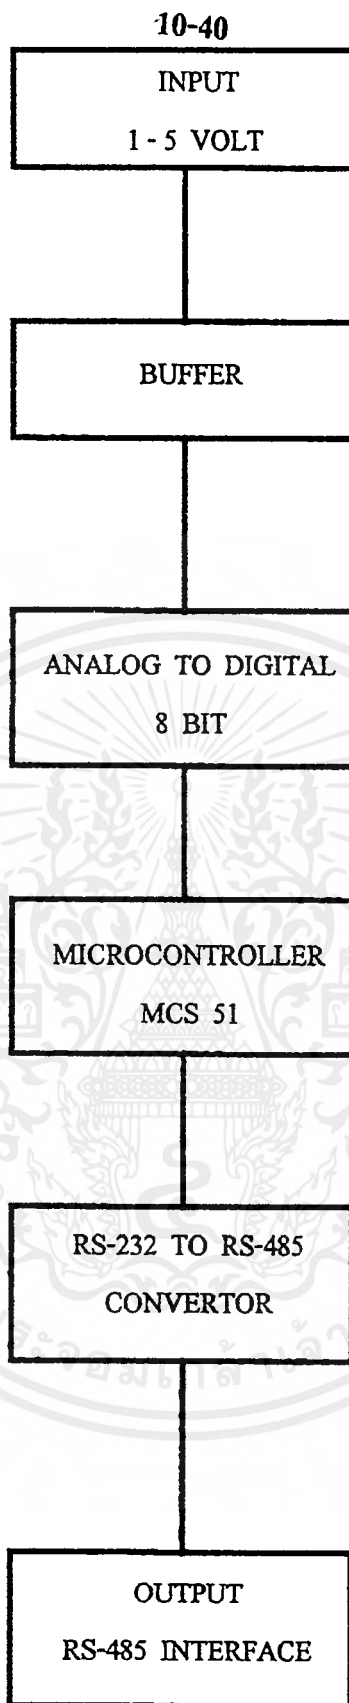 10-40
INPUT
1 - 5 VOLT
BUFFER
ANALOG TO DIGITAL
8 BIT
MICROCONTROLLER
MCS 51
RS-232 TO RS-485
CONVERTOR
OUTPUT
RS-485 INTERFACE